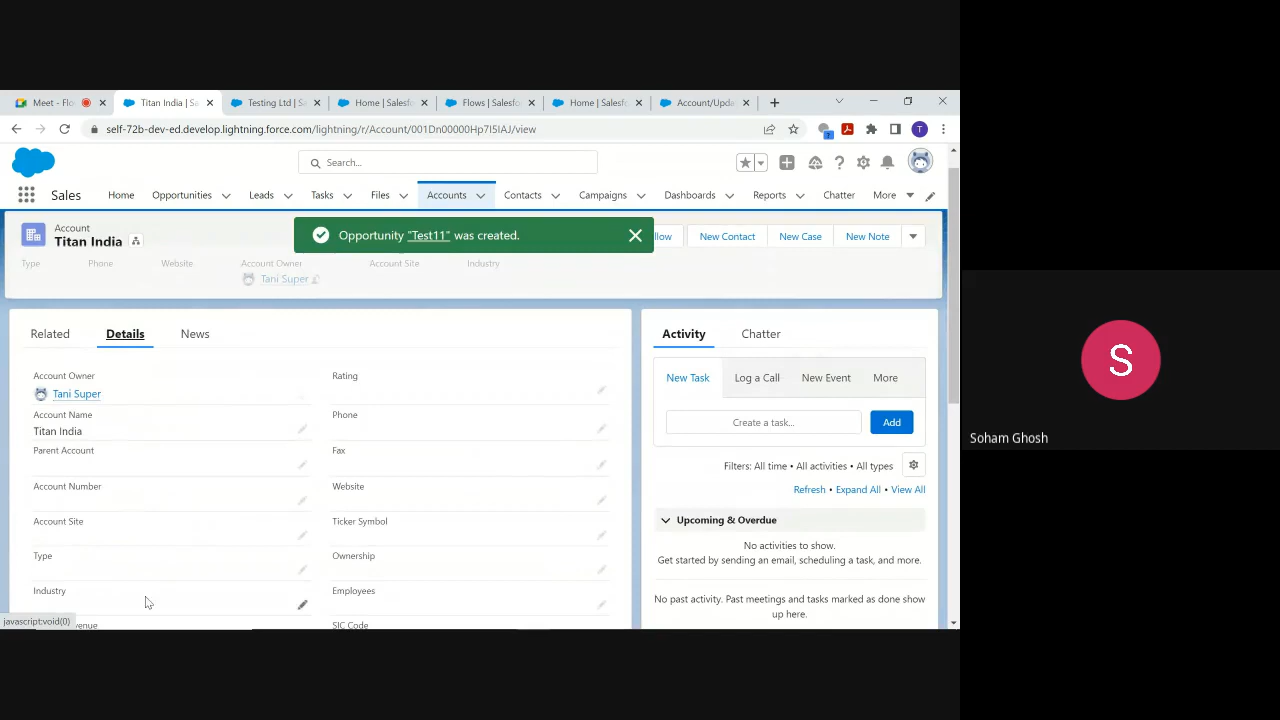 Meet - Flo
Titan India | Sa
Testing Ltd | S
Home | Salesf
Flows | Salesfo
Home | Salesfo
Account/Upda
self-72b-dev-ed.develop.lightning.force.com/lightning/r/Account/001Dn00000Hp7I5IAJ/view
T
?
Search...
Sales
Home
Opportunities
Leads
Tasks
Files
Accounts
Contacts
Campaigns
Dashboards
Reports
Chatter
More
Account
Titan India
Opportunity "Test11" was created.
llow
New Contact
New Case
New Note
Type
Phone
Website
Account Owner
Account Site
Industry
Tani Super
Related
Details
News
Account Owner
Tani Super
Rating
Account Name
Titan India
Phone
Parent Account
Fax
Account Number
Website
Account Site
Ticker Symbol
Type
Ownership
Industry
Employees
venue
SIC Code
javascript:void(0)
Activity
Chatter
New Task
Log a Call
New Event
More
Create a task...
Add
Filters: All time • All activities • All types
Refresh • Expand All • View All
Upcoming & Overdue
No activities to show.
Get started by sending an email, scheduling a task, and more.
No past activity. Past meetings and tasks marked as done show
up here.
S
Soham Ghosh